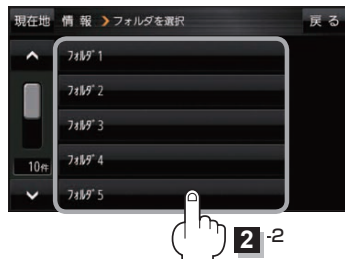 現在地 情報 フォルダを選択 戻る
ﾌｫﾙﾀﾞ 1
ﾌｫﾙﾀﾞ 2
ﾌｫﾙﾀﾞ 3
10件 ﾌｫﾙﾀﾞ 4
ﾌｫﾙﾀﾞ 5
2 -2